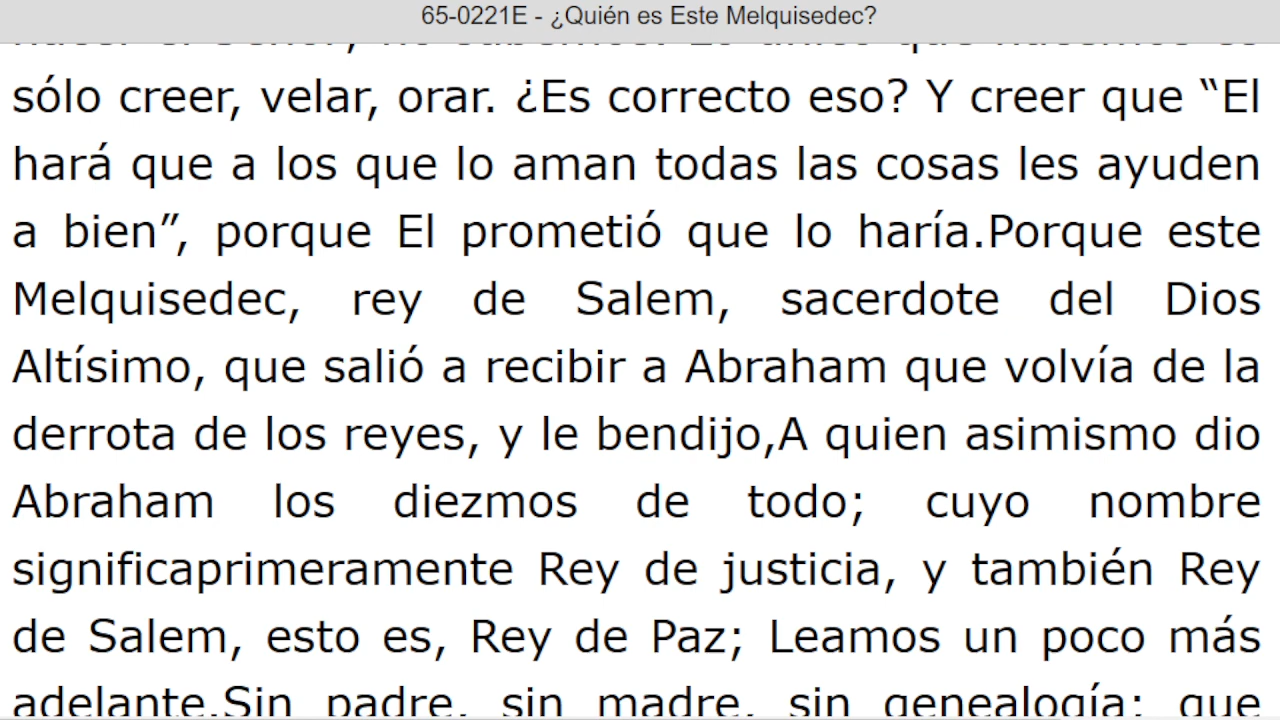 65-0221E - ¿Quién es Este Melquisedec?
sólo creer, velar, orar. ¿Es correcto eso? Y creer que “El
hará que a los que lo aman todas las cosas les ayuden
a bien”, porque El prometió que lo haría.Porque este
Melquisedec, rey de Salem, sacerdote del Dios
Altísimo, que salió a recibir a Abraham que volvía de la
derrota de los reyes, y le bendijo,A quien asimismo dio
Abraham los diezmos de todo; cuyo nombre
significaprimeramente Rey de justicia, y también Rey
de Salem, esto es, Rey de Paz; Leamos un poco más
adelante.Sin padre, sin madre, sin genealogía; que